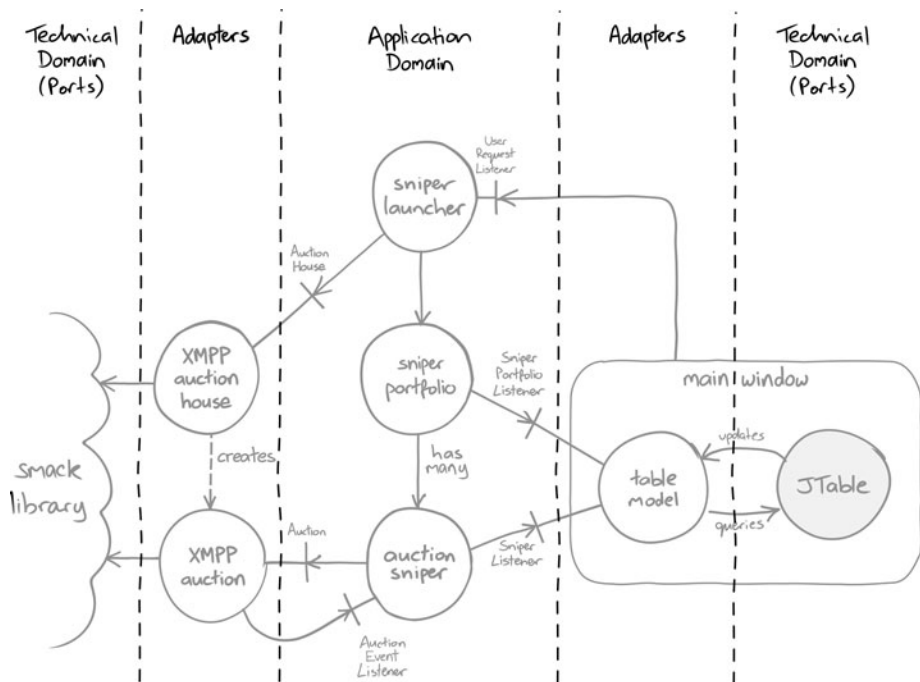 Technical
Domain
(Ports)
Adapters
Application
Domain
Adapters
Technical
Domain
(Ports)
User
Request
Listener
sniper
launcher
Auction
House
XMPP
auction
house
sniper
portfolio
Sniper
Portfolio
Listener
main window
creates
has
many
updates
smack
library
table
model
JTable
queries
XMPP
auction
Auction
auction
sniper
Sniper
Listener
Auction
Event
Listener